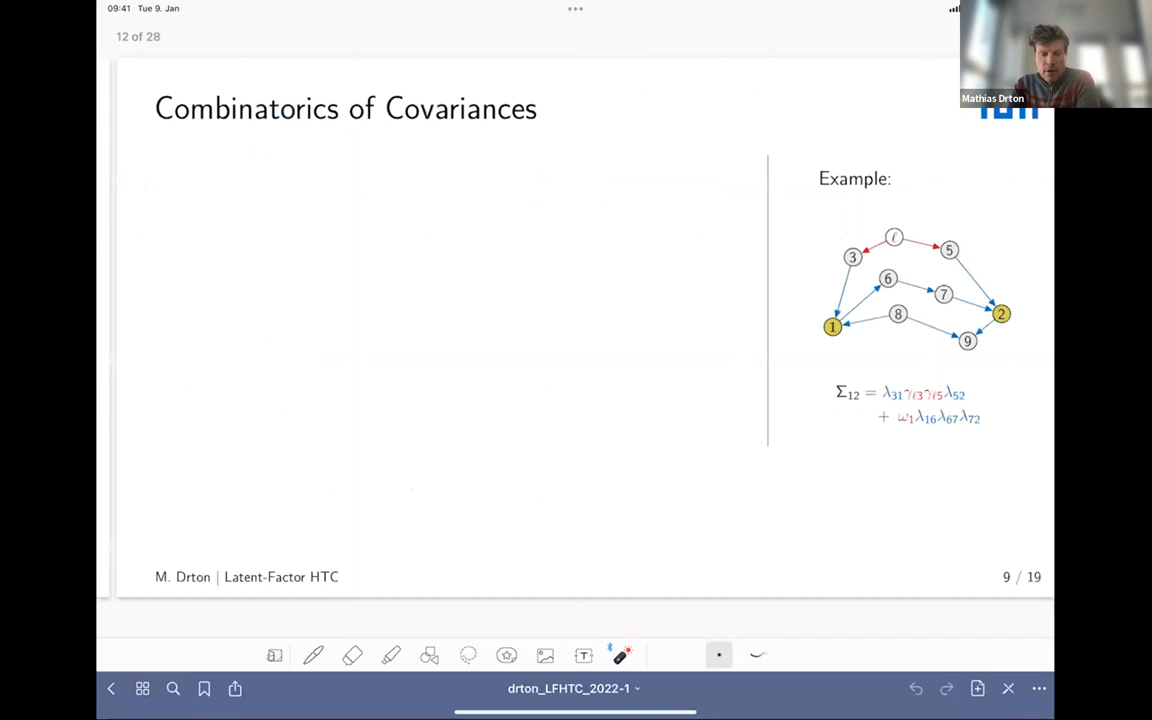 09:41 Tue 9. Jan
12 of 28
Mathias Drton
Combinatorics of Covariances
Example:
ℓ
3
5
6
7
8
2
1
9
Σ₁₂ = λ₃₁γℓ₃γℓ₅λ₅₂
+ ω₁λ₁₆λ₆₇λ₇₂
M. Drton | Latent-Factor HTC
9 / 19
T
drton_LFHTC_2022-1